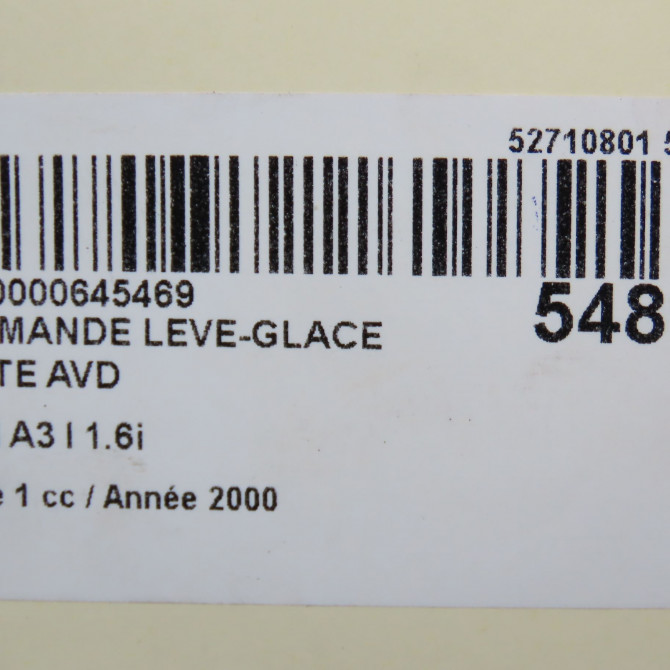 52710801 5
0000645469
548
MANDE LEVE-GLACE
TE AVD
A3 I 1.6i
e 1 cc / Année 2000